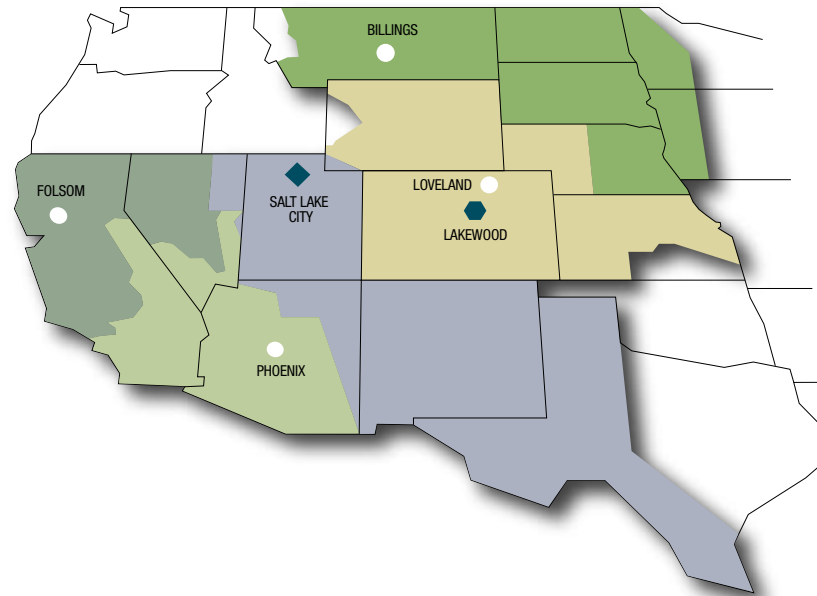 BILLINGS
FOLSOM
SALT LAKE
CITY
LOVELAND
LAKEWOOD
PHOENIX